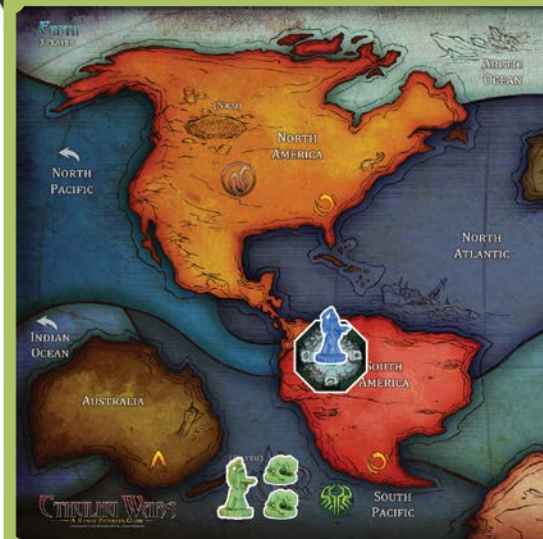 EARTH
ARCTIC
OCEAN
NORTH
AMERICA
NORTH
PACIFIC
NORTH
ATLANTIC
INDIAN
OCEAN
SOUTH
AMERICA
AUSTRALIA
CTHULHU WARS
SOUTH
PACIFIC